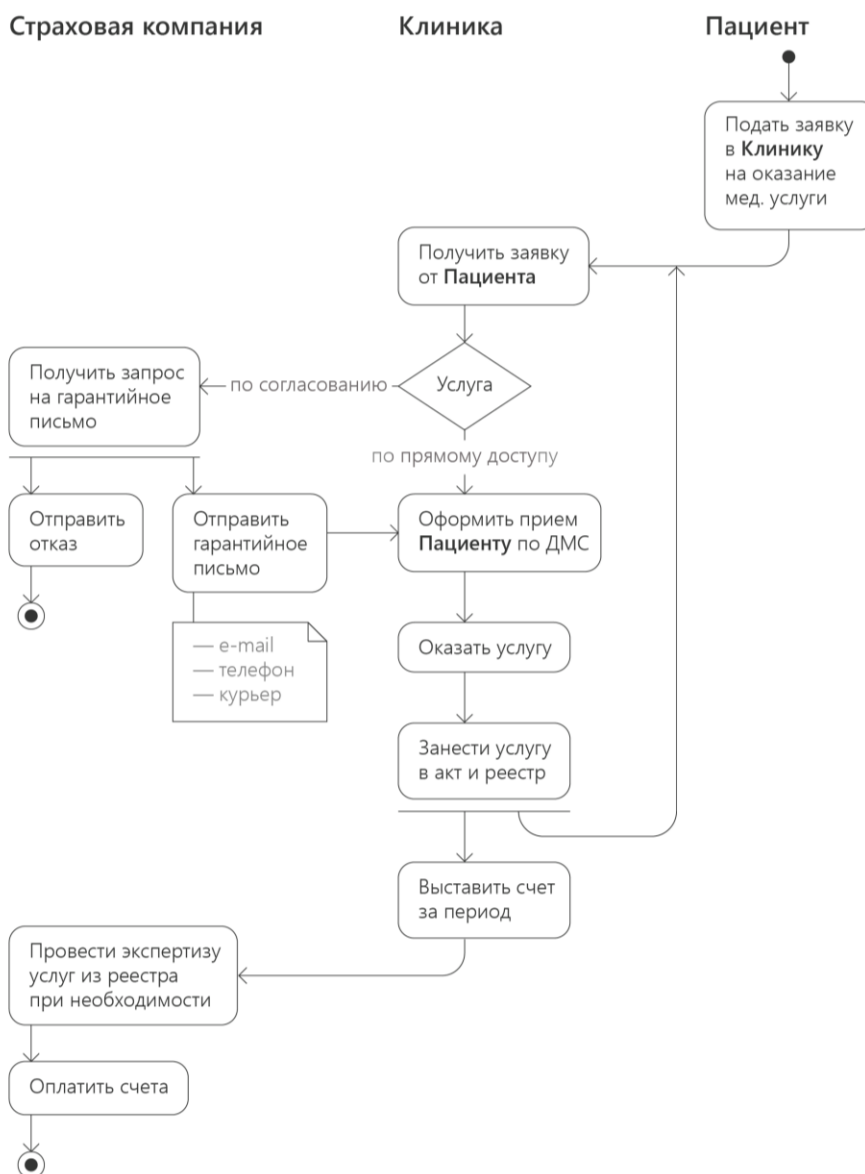 Страховая компания
Клиника
Пациент
Подать заявку
в Клинику
на оказание
мед. услуги
Получить заявку
от Пациента
Услуга
по согласованию
Получить запрос
на гарантийное
письмо
по прямому доступу
Отправить
отказ
Отправить
гарантийное
письмо
— e-mail
— телефон
— курьер
Оформить прием
Пациенту по ДМС
Оказать услугу
Занести услугу
в акт и реестр
Выставить счет
за период
Провести экспертизу
услуг из реестра
при необходимости
Оплатить счета